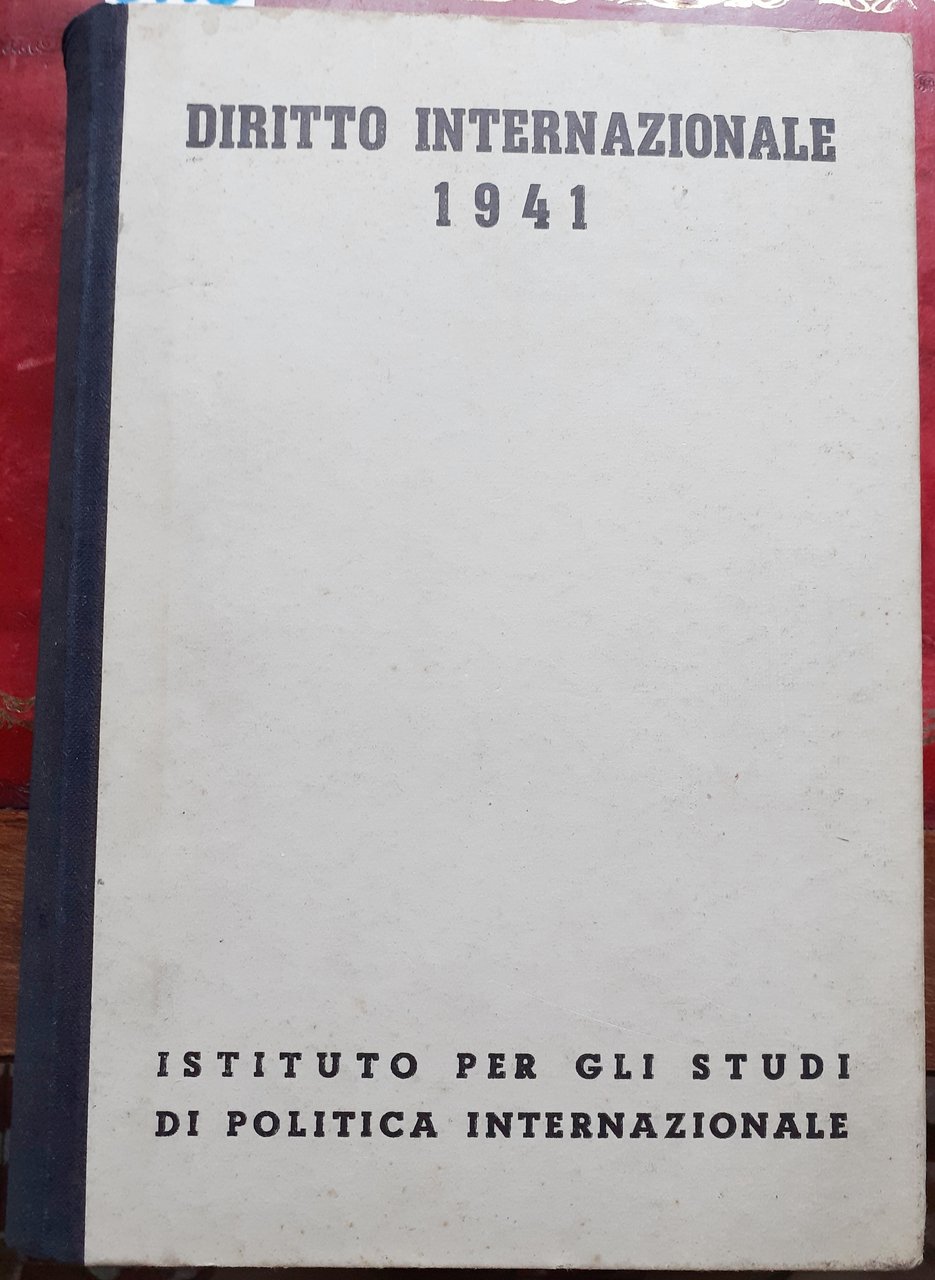 DIRITTO INTERNAZIONALE
1941
ISTITUTO PER GLI STUDI
DI POLITICA INTERNAZIONALE